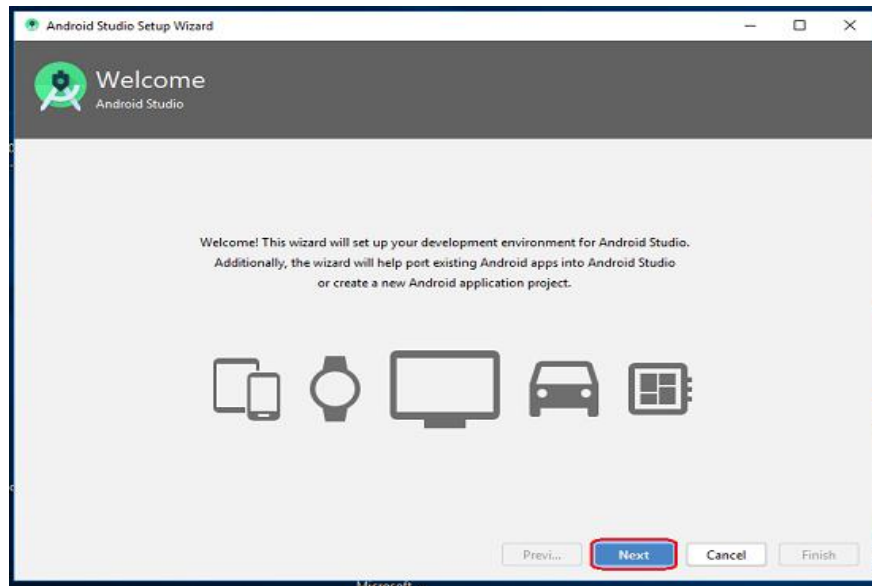 Android Studio Setup Wizard
Welcome
Android Studio
Welcome! This wizard will set up your development environment for Android Studio.
Additionally, the wizard will help port existing Android apps into Android Studio
or create a new Android application project.
Previ... Next Cancel Finish
Microsoft